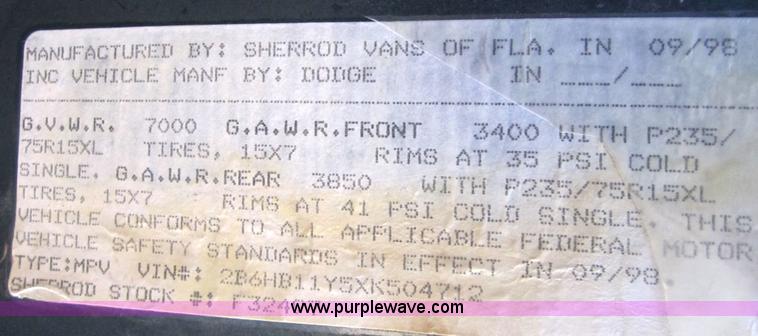 MANUFACTURED BY: SHERROD VANS OF FLA. IN 09/98
INC VEHICLE MANF BY: DODGE IN ___/___
G.V.W.R. 7000 G.A.W.R.FRONT 3400 WITH P235/
75R15XL TIRES, 15X7 RIMS AT 35 PSI COLD
SINGLE. G.A.W.R.REAR 3850 WITH P235/75R15XL
TIRES, 15X7 RIMS AT 41 PSI COLD SINGLE. THIS
VEHICLE CONFORMS TO ALL APPLICABLE FEDERAL MOTOR
VEHICLE SAFETY STANDARDS IN EFFECT IN 09/98.
TYPE:MPV VIN#: 2B6HB11Y5XK504712
SHERROD STOCK #:
www.purplewave.com